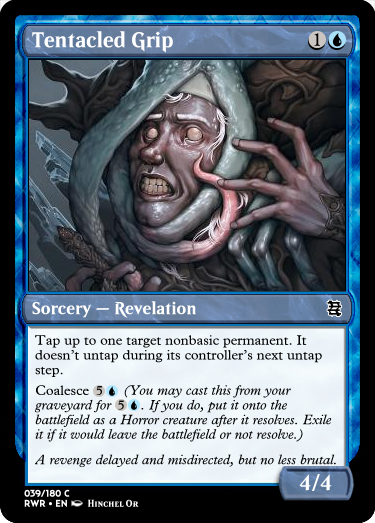 Tentacled Grip 1
Sorcery — Revelation
Tap up to one target nonbasic permanent. It
doesn't untap during its controller's next untap
step.
Coalesce 5 (You may cast this from your
graveyard for 5. If you do, put it onto the
battlefield as a Horror creature after it resolves. Exile
it if it would leave the battlefield or not resolve.)
A revenge delayed and misdirected, but no less brutal.
4/4
039/180 C
RWR • EN Hinchel Or